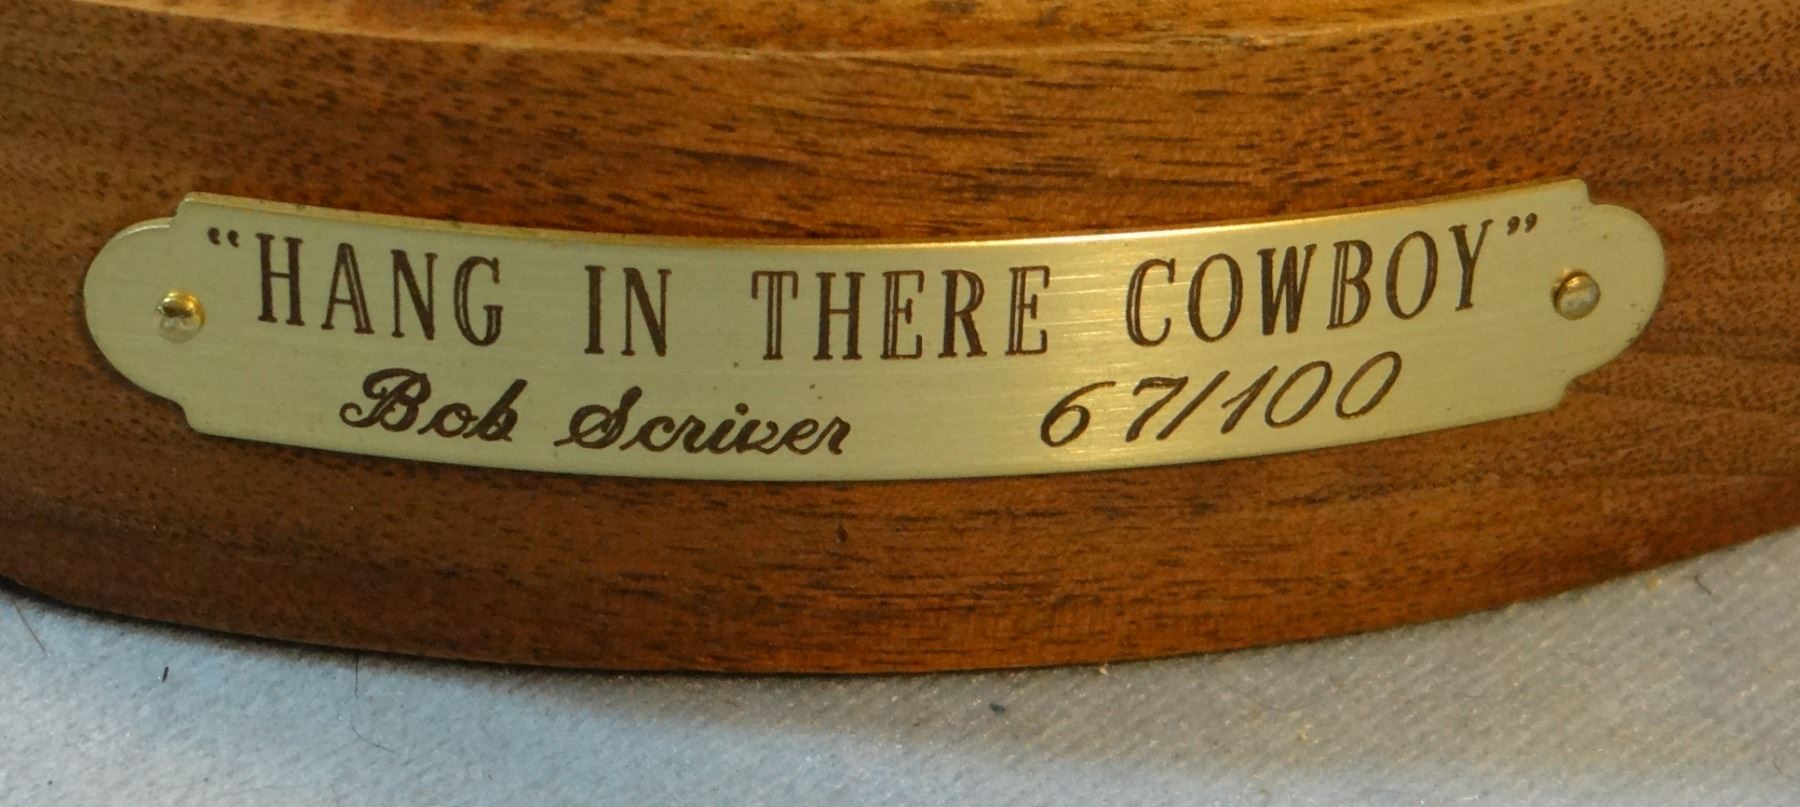 “HANG IN THERE COWBOY”
Bob Scriver 67/100